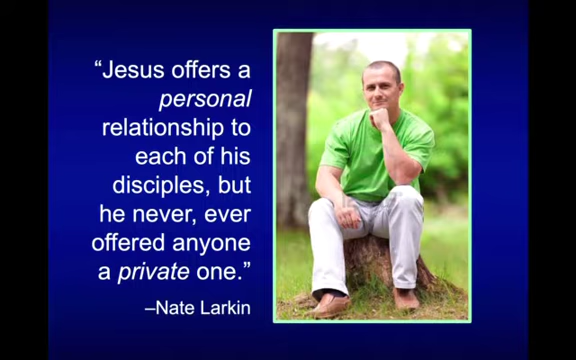 “Jesus offers a
personal
relationship to
each of his
disciples, but
he never, ever
offered anyone
a private one.”
–Nate Larkin